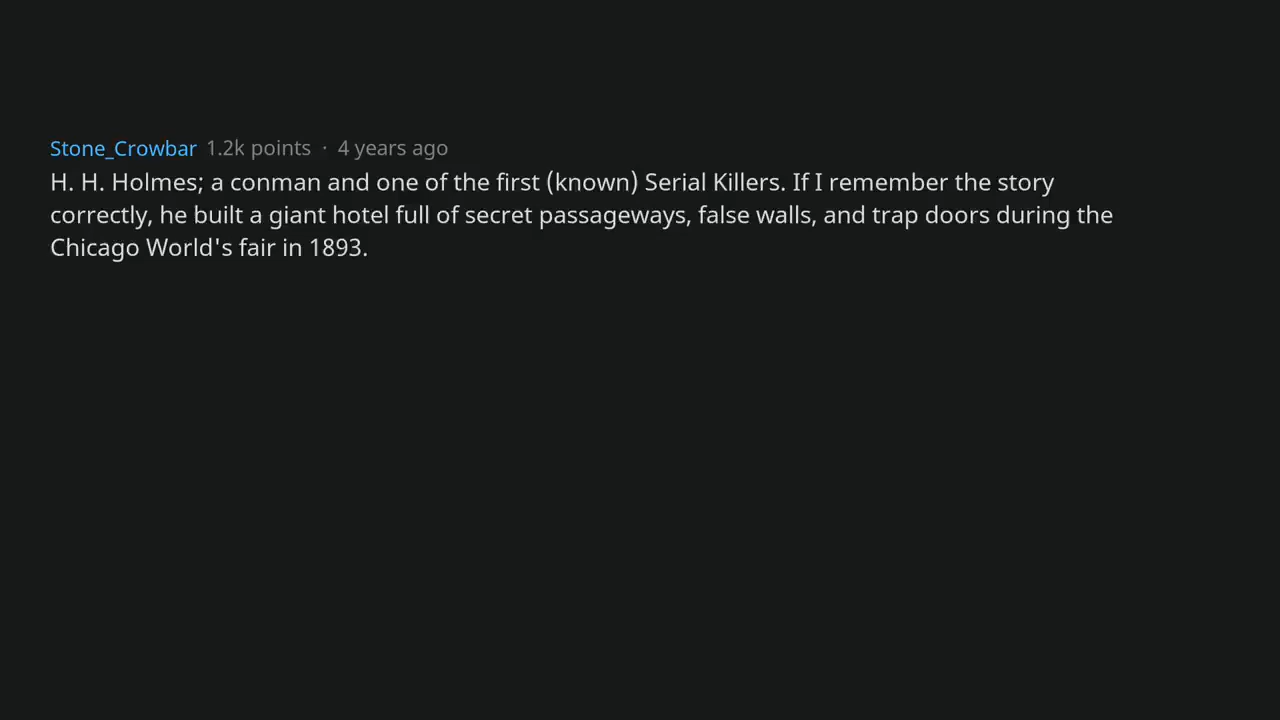 Stone_Crowbar 1.2k points · 4 years ago
H. H. Holmes; a conman and one of the first (known) Serial Killers. If I remember the story
correctly, he built a giant hotel full of secret passageways, false walls, and trap doors during the
Chicago World's fair in 1893.